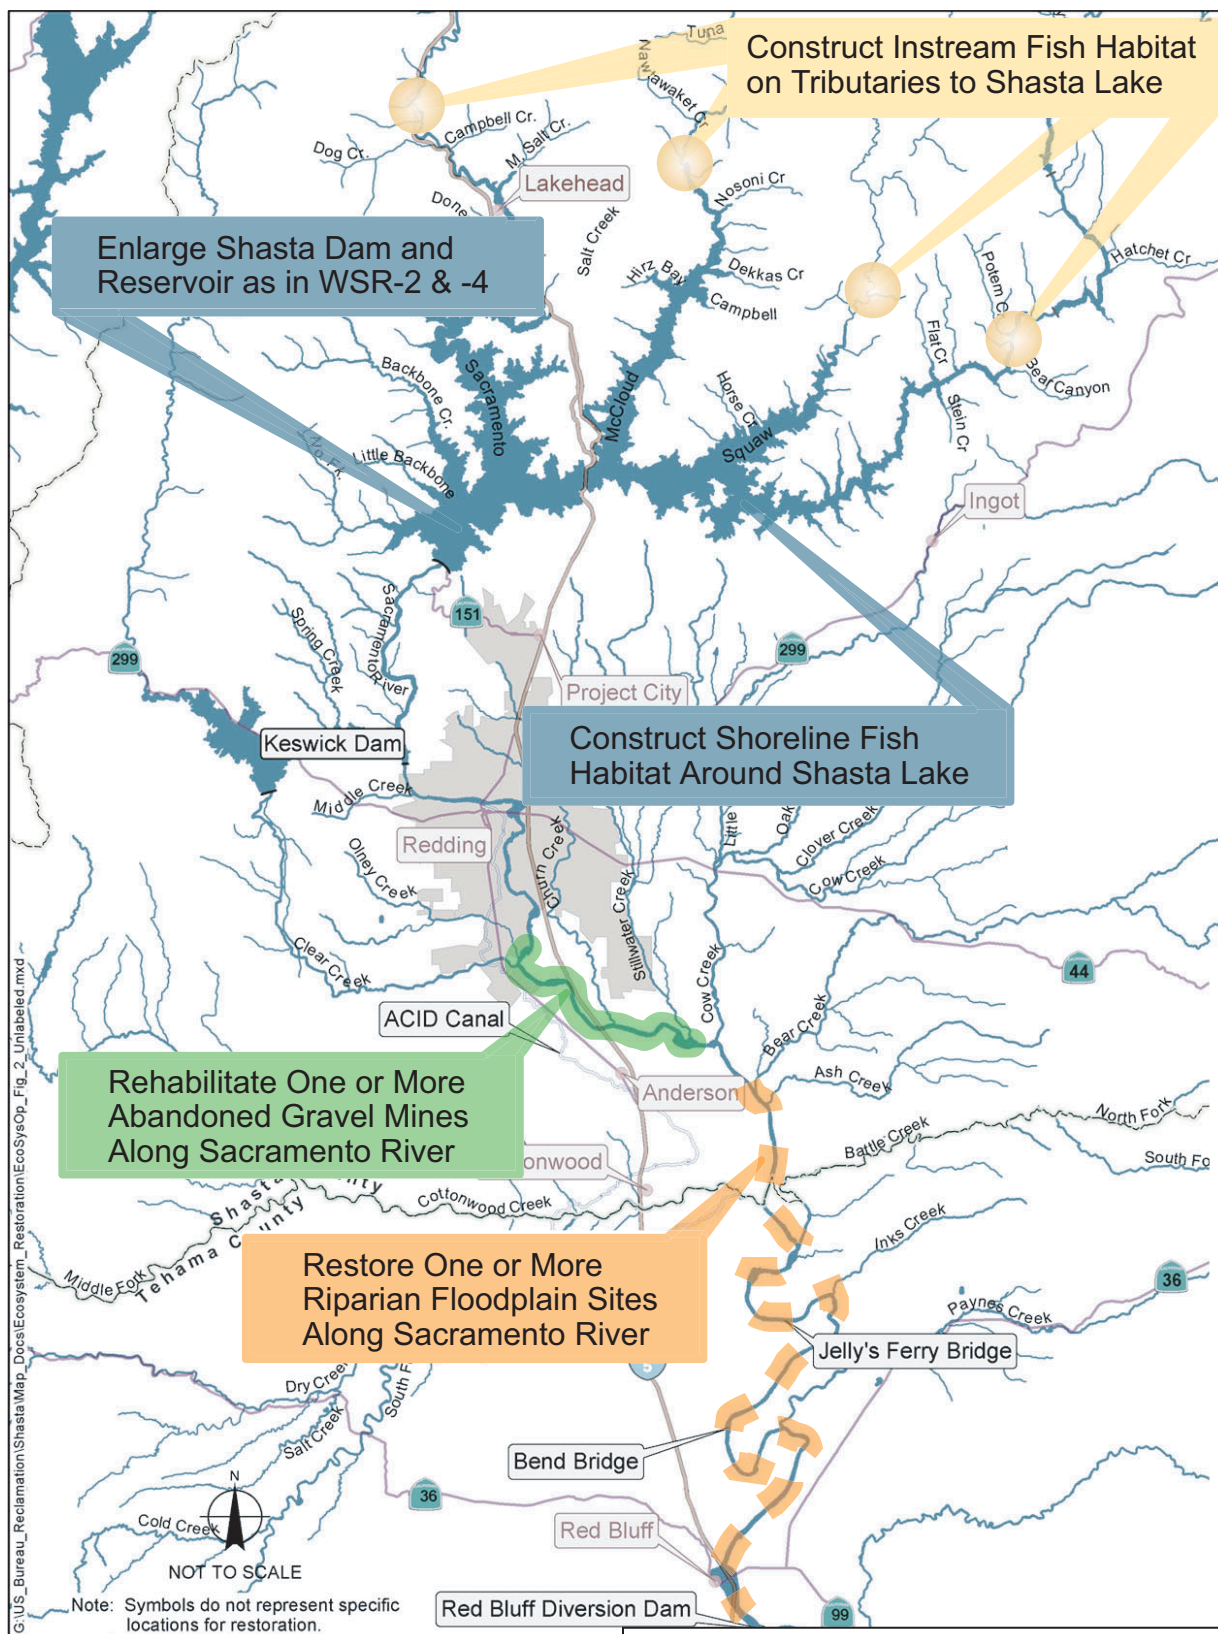 Tuna
Construct Instream Fish Habitat
on Tributaries to Shasta Lake
Nawtawaket Cr
Campbell Cr.
M. Salt Cr.
Dog Cr.
Lakehead
Nosoni Cr
Done
Salt Creek
Enlarge Shasta Dam and
Reservoir as in WSR-2 & -4
Hirz Bay
Dekkas Cr
Campbell
Hatchet Cr
Potem C
Flat Cr
Bear Canyon
Stein Cr
Backbone Cr.
Sacramento
McCloud
Horse Cr
Squaw
No Fk.
Little Backbone
Ingot
Sacramento River
Spring Creek
151
299
299
Project City
Keswick Dam
Construct Shoreline Fish
Habitat Around Shasta Lake
Middle Creek
Redding
Olney Creek
Churn Creek
Stillwater Creek
Little
Oak
Clover Creek
Cow Creek
Clear Creek
Cow Creek
44
ACID Canal
Bear Creek
Rehabilitate One or More
Abandoned Gravel Mines
Along Sacramento River
Anderson
Ash Creek
North Fork
Battle Creek
South Fo
onwood
Cottonwood Creek
Shasta
nty
Tehama County
Middle Fork
Inks Creek
Restore One or More
Riparian Floodplain Sites
Along Sacramento River
36
Paynes Creek
Jelly's Ferry Bridge
5
Dry Cree
South F
Salt Creek
Bend Bridge
36
Cold Creek
N
NOT TO SCALE
Red Bluff
Note: Symbols do not represent specific
locations for restoration.
Red Bluff Diversion Dam
99
G:\US_Bureau_Reclamation\Shasta\Map_Docs\Ecosystem_Restoration\EcoSysOp_Fig_2_Unlabeled.mxd